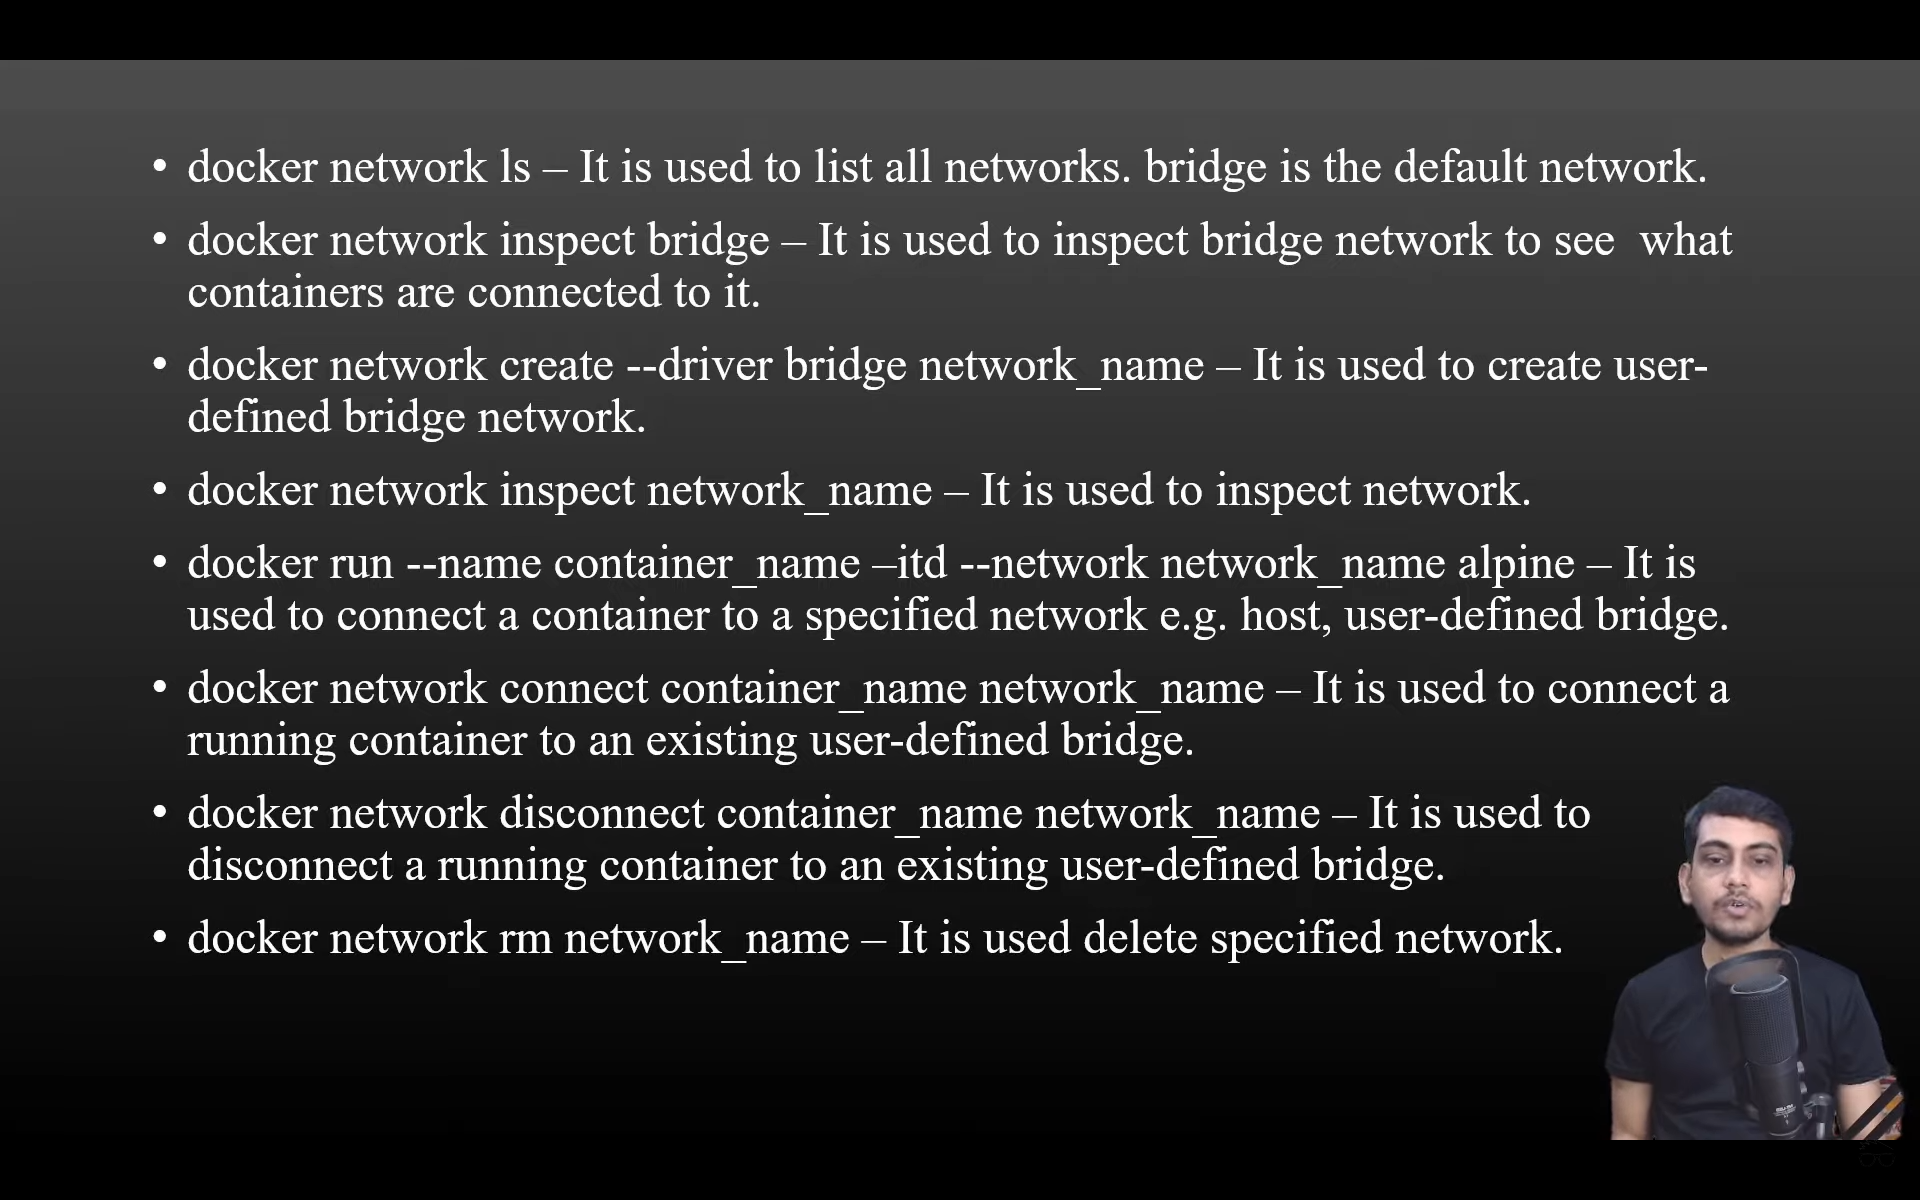 • docker network ls – It is used to list all networks. bridge is the default network.
• docker network inspect bridge – It is used to inspect bridge network to see  what
containers are connected to it.
• docker network create --driver bridge network_name – It is used to create user-
defined bridge network.
• docker network inspect network_name – It is used to inspect network.
• docker run --name container_name –itd --network network_name alpine – It is
used to connect a container to a specified network e.g. host, user-defined bridge.
• docker network connect container_name network_name – It is used to connect a
running container to an existing user-defined bridge.
• docker network disconnect container_name network_name – It is used to
disconnect a running container to an existing user-defined bridge.
• docker network rm network_name – It is used delete specified network.